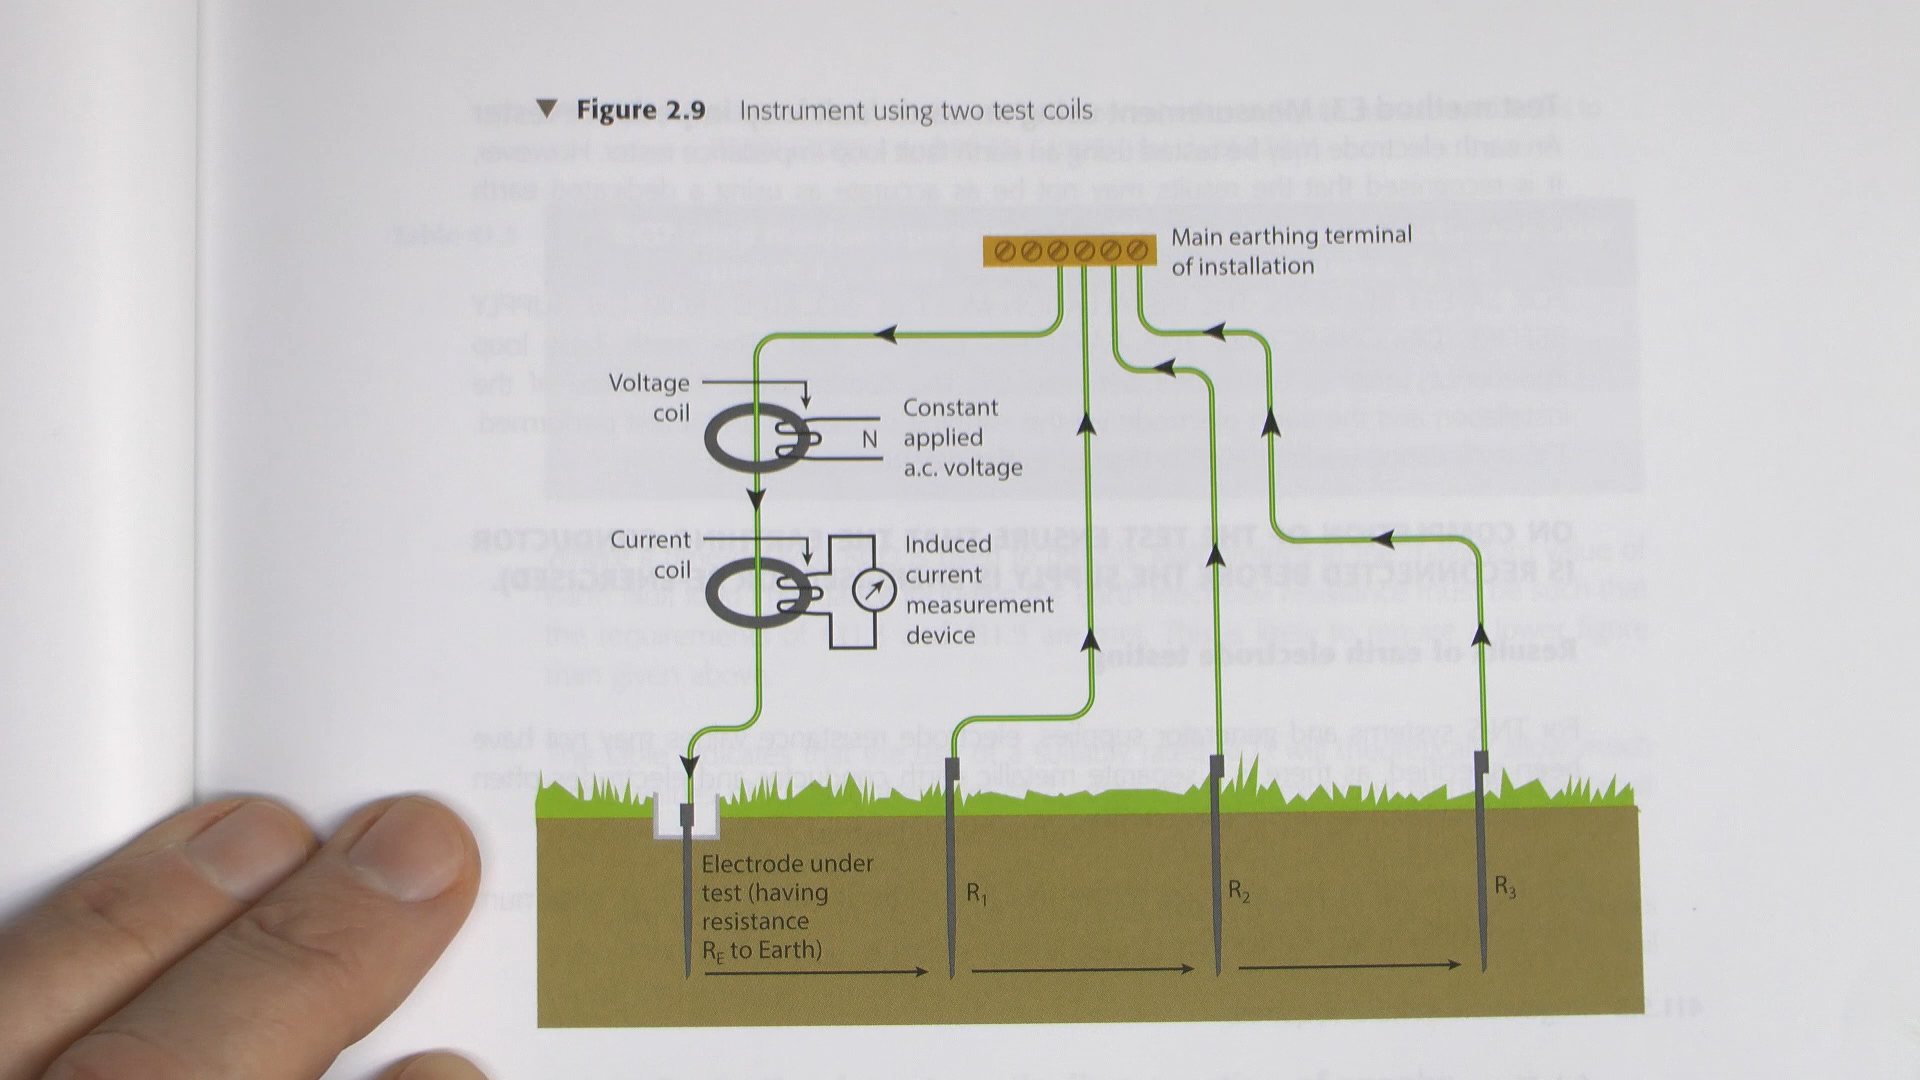 ▼ Figure 2.9 Instrument using two test coils
Main earthing terminal
of installation
Voltage
coil
Constant
N applied
a.c. voltage
Current
coil
Induced
current
measurement
device
Electrode under
test (having
resistance
RE to Earth)
R1
R2
R3